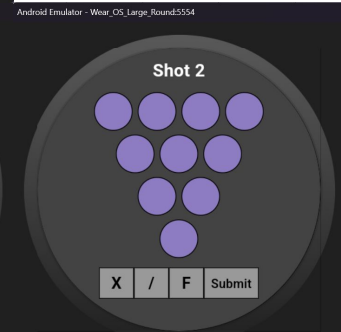 Android Emulator - Wear_OS_Large_Round:5554
Shot 2
X / F Submit